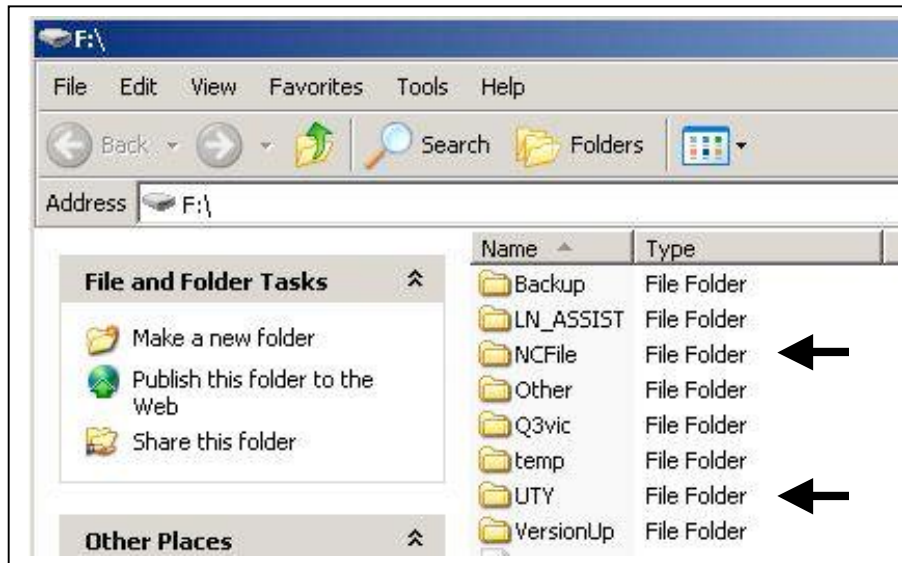 F:\
File Edit View Favorites Tools Help
Back Search Folders
Address F:\
Name Type
File and Folder Tasks
Make a new folder
Publish this folder to the
Web
Share this folder
Other Places
Backup File Folder
LN_ASSIST File Folder
NCFile File Folder
Other File Folder
Q3vic File Folder
temp File Folder
UTY File Folder
VersionUp File Folder